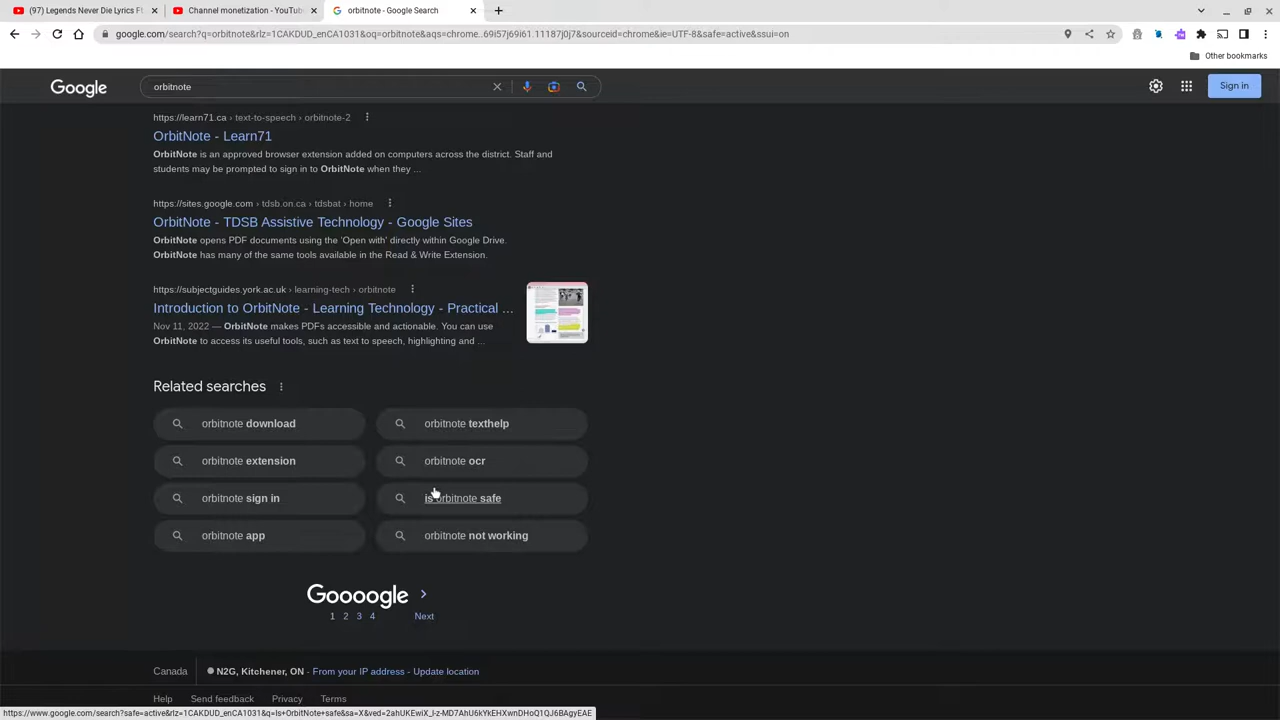 (97) Legends Never Die Lyrics Ft
Channel monetization - YouTub
orbitnote - Google Search
google.com/search?q=orbitnote&rlz=1CAKDUD_enCA1031&oq=orbitnote&aqs=chrome..69i57j69i61.11187j0j7&sourceid=chrome&ie=UTF-8&safe=active&ssui=on
Other bookmarks
Google
orbitnote
Sign in
https://learn71.ca › text-to-speech › orbitnote-2
OrbitNote - Learn71
OrbitNote is an approved browser extension added on computers across the district. Staff and
students may be prompted to sign in to OrbitNote when they ...
https://sites.google.com › tdsb.on.ca › tdsbat › home
OrbitNote - TDSB Assistive Technology - Google Sites
OrbitNote opens PDF documents using the 'Open with' directly within Google Drive.
OrbitNote has many of the same tools available in the Read & Write Extension.
https://subjectguides.york.ac.uk › learning-tech › orbitnote
Introduction to OrbitNote - Learning Technology - Practical ...
Nov 11, 2022 — OrbitNote makes PDFs accessible and actionable. You can use
OrbitNote to access its useful tools, such as text to speech, highlighting and ...
Related searches
orbitnote download
orbitnote texthelp
orbitnote extension
orbitnote ocr
orbitnote sign in
is orbitnote safe
orbitnote app
orbitnote not working
Goooogle >
1 2 3 4 Next
Canada
N2G, Kitchener, ON - From your IP address - Update location
Help Send feedback Privacy Terms